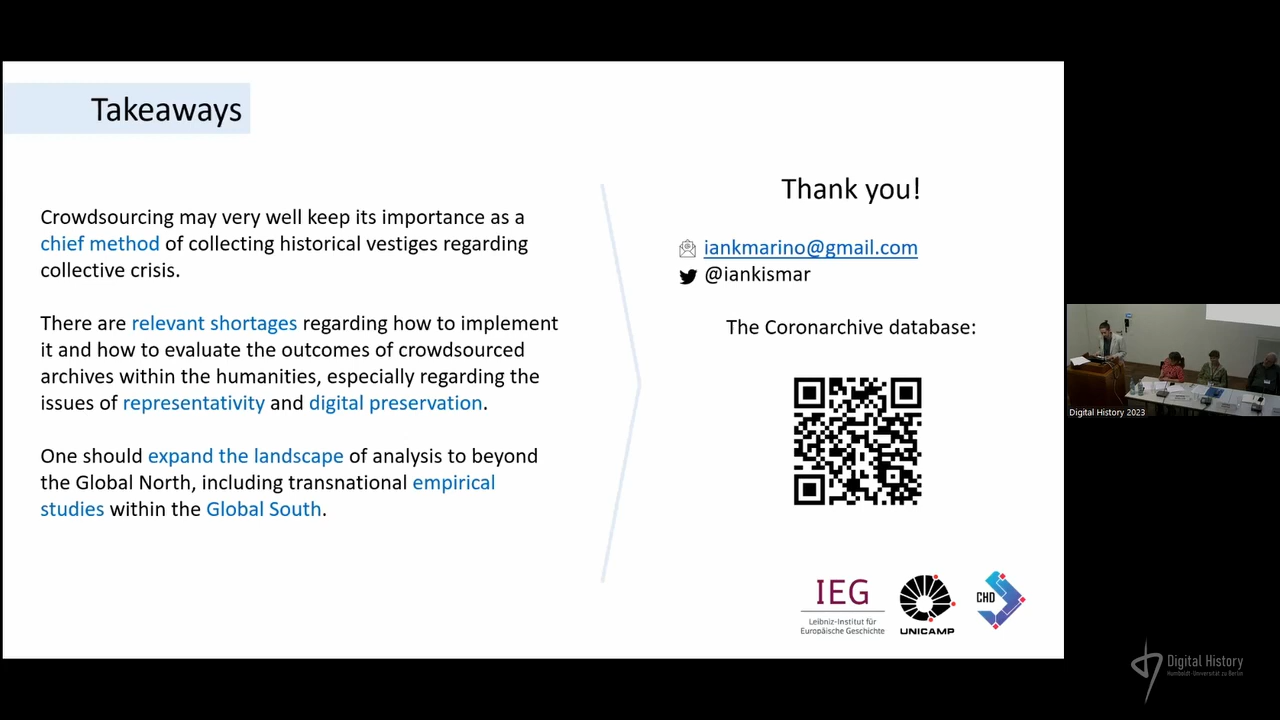 Takeaways
Crowdsourcing may very well keep its importance as a
chief method of collecting historical vestiges regarding
collective crisis.
There are relevant shortages regarding how to implement
it and how to evaluate the outcomes of crowdsourced
archives within the humanities, especially regarding the
issues of representativity and digital preservation.
One should expand the landscape of analysis to beyond
the Global North, including transnational empirical
studies within the Global South.
Thank you!
iankmarino@gmail.com
@iankismar
The Coronarchive database:
IEG
Leibniz-Institut für
Europäische Geschichte
UNICAMP
CHD
Digital History 2023
Digital History
Humboldt-Universität zu Berlin